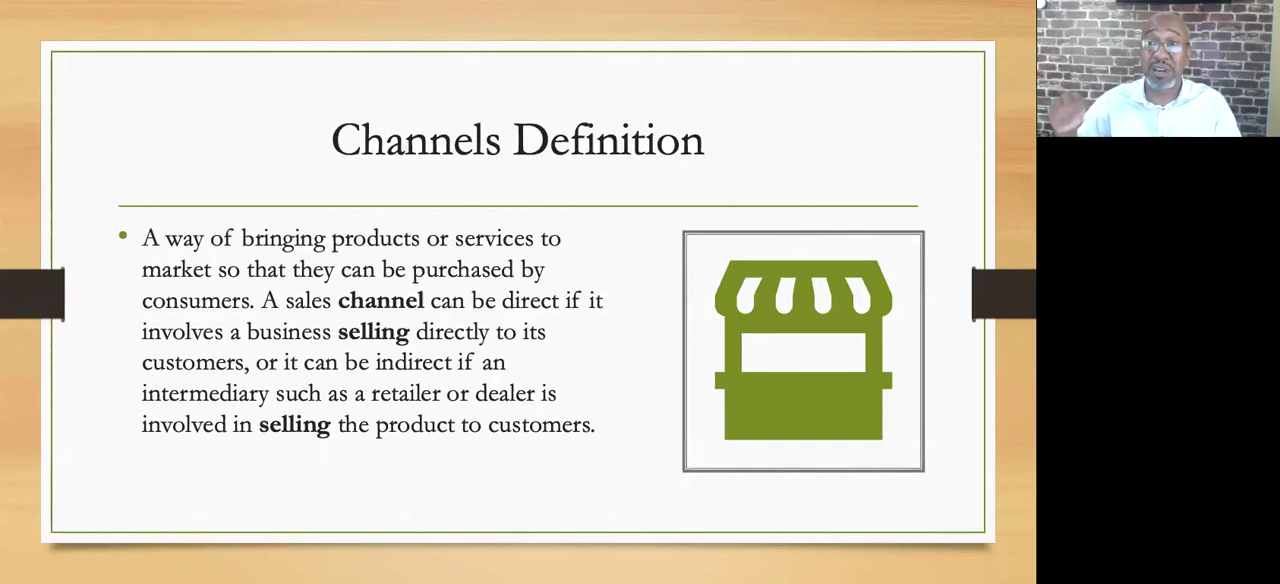 Channels Definition
A way of bringing products or services to
market so that they can be purchased by
consumers. A sales channel can be direct if it
involves a business selling directly to its
customers, or it can be indirect if an
intermediary such as a retailer or dealer is
involved in selling the product to customers.